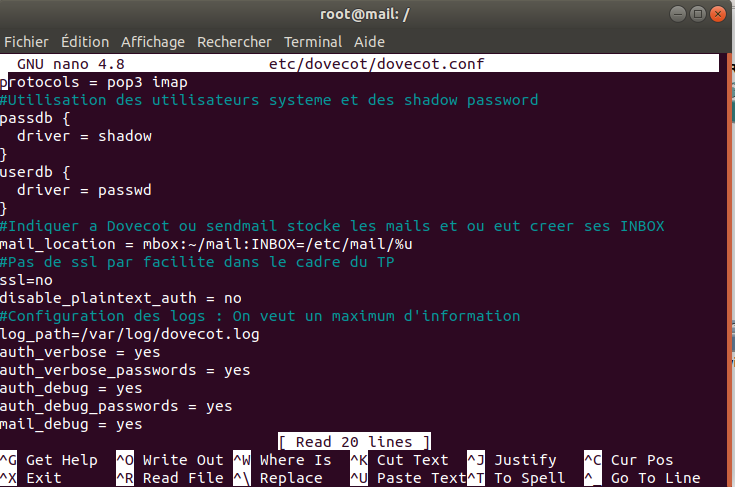 root@mail: /
Fichier Édition Affichage Rechercher Terminal Aide
GNU nano 4.8 etc/dovecot/dovecot.conf
protocols = pop3 imap
#Utilisation des utilisateurs systeme et des shadow password
passdb {
driver = shadow
}
userdb {
driver = passwd
}
#Indiquer a Dovecot ou sendmail stocke les mails et ou eut creer ses INBOX
mail_location = mbox:~/mail:INBOX=/etc/mail/%u
#Pas de ssl par facilite dans le cadre du TP
ssl=no
disable_plaintext_auth = no
#Configuration des logs : On veut un maximum d'information
log_path=/var/log/dovecot.log
auth_verbose = yes
auth_verbose_passwords = yes
auth_debug = yes
auth_debug_passwords = yes
mail_debug = yes
[ Read 20 lines ]
^G Get Help ^O Write Out ^W Where Is ^K Cut Text ^J Justify ^C Cur Pos
^X Exit ^R Read File ^\ Replace ^U Paste Text ^T To Spell ^_ Go To Line